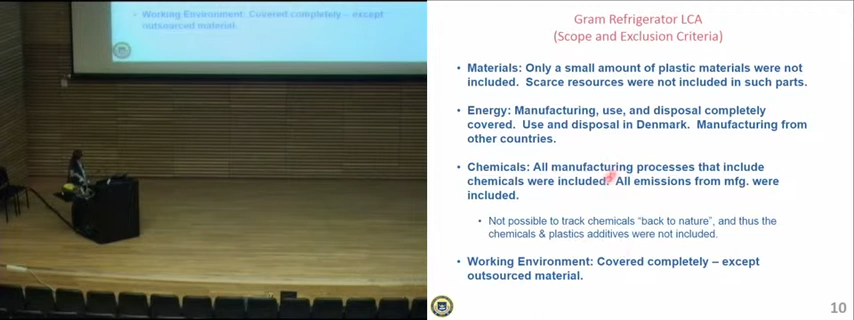 • Working Environment: Covered completely – except
outsourced material.
Gram Refrigerator LCA
(Scope and Exclusion Criteria)
• Materials: Only a small amount of plastic materials were not
included. Scarce resources were not included in such parts.
• Energy: Manufacturing, use, and disposal completely
covered. Use and disposal in Denmark. Manufacturing from
other countries.
• Chemicals: All manufacturing processes that include
chemicals were included. All emissions from mfg. were
included.
• Not possible to track chemicals “back to nature”, and thus the
chemicals & plastics additives were not included.
• Working Environment: Covered completely – except
outsourced material.
10